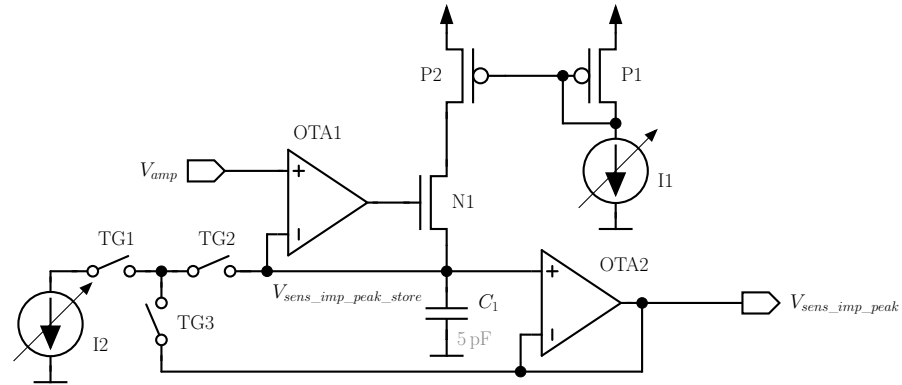 P2
P1
OTA1
I1
V_amp
N1
TG1
TG2
OTA2
V_sens_imp_peak_store
C_1
V_sens_imp_peak
TG3
5 pF
I2